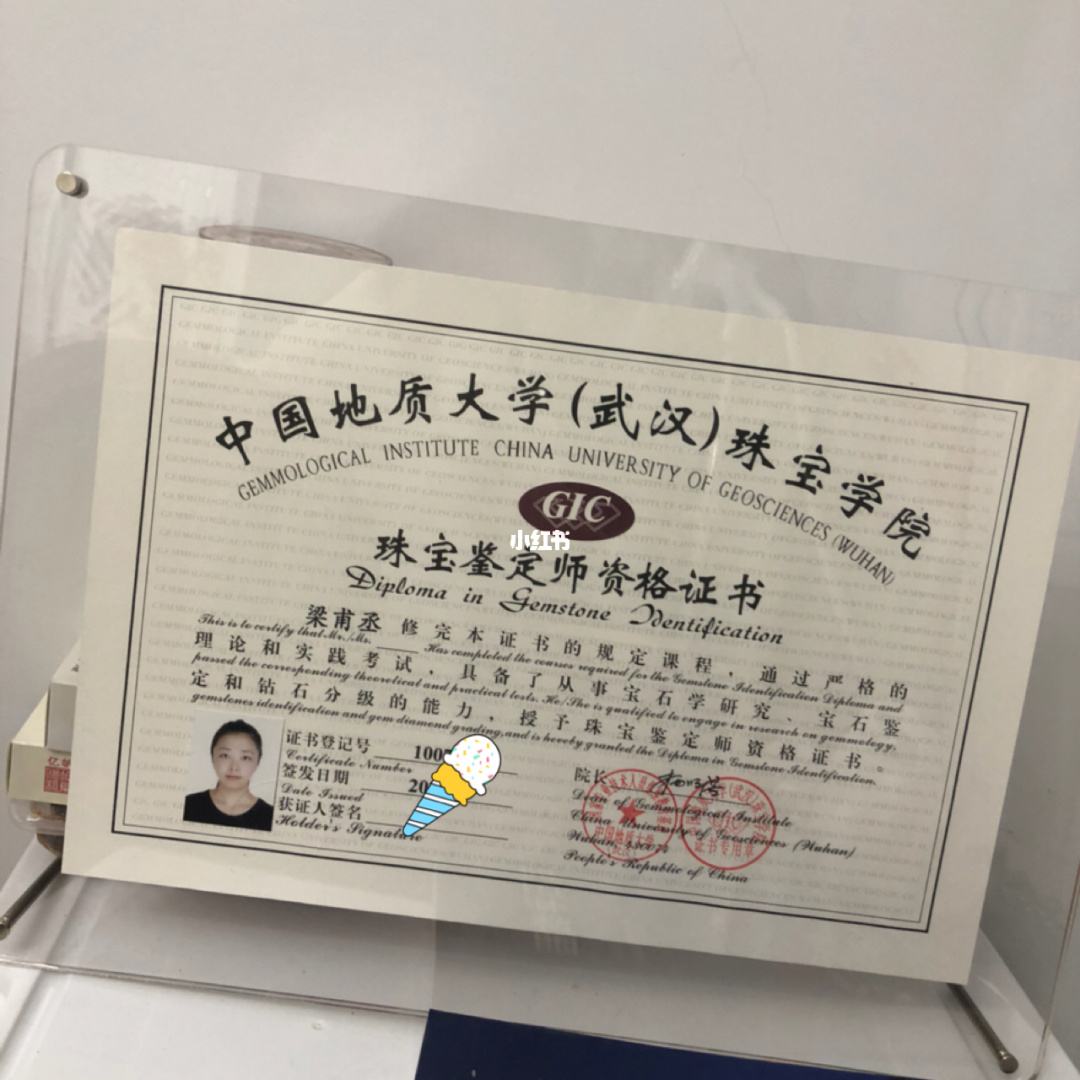 中国地质大学(武汉)珠宝学院
GEMMOLOGICAL INSTITUTE CHINA UNIVERSITY OF GEOSCIENCES (WUHAN)
GIC
小红书
珠宝鉴定师资格证书
Diploma in Gemstone Identification
梁甫丞 修完本证书的规定课程，通过严格的
This is to certify that Mr./Ms. Has completed the courses required for the Gemstone Identification Diploma and
理论和实践考试，具备了从事宝石学研究、宝石鉴
passed the corresponding theoretical and practical tests. He/She is qualified to engage in research on gemmology,
定和钻石分级的能力，授予珠宝鉴定师资格证书。
gemstones identification and gem diamond grading,and is hereby granted the Diploma in Gemstone Identification.
证书登记号 100
Certificate Number
签发日期 20
Date Issued
获证人签名
Holder's Signature
院长
Dean of Gemmological Institute
China University of Geosciences (Wuhan)
Wuhan, 430074
People's Republic of China
证书专用章